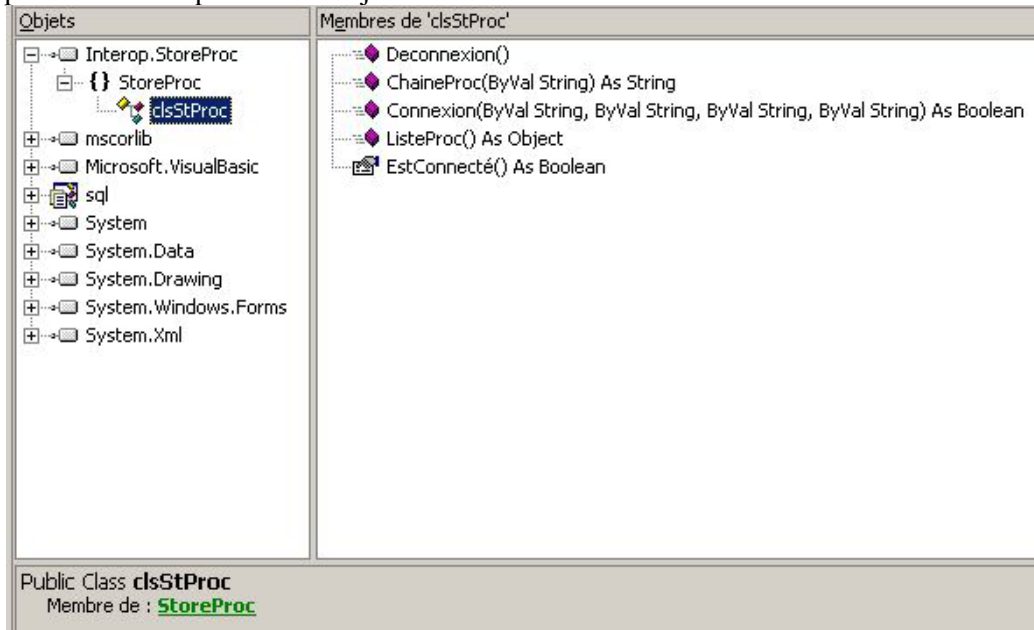 Objets
Membres de 'clsStProc'
Interop.StoreProc
{} StoreProc
clsStProc
mscorlib
Microsoft.VisualBasic
sql
System
System.Data
System.Drawing
System.Windows.Forms
System.Xml
Deconnexion()
ChaineProc(ByVal String) As String
Connexion(ByVal String, ByVal String, ByVal String, ByVal String) As Boolean
ListeProc() As Object
EstConnecté() As Boolean
Public Class clsStProc
Membre de : StoreProc